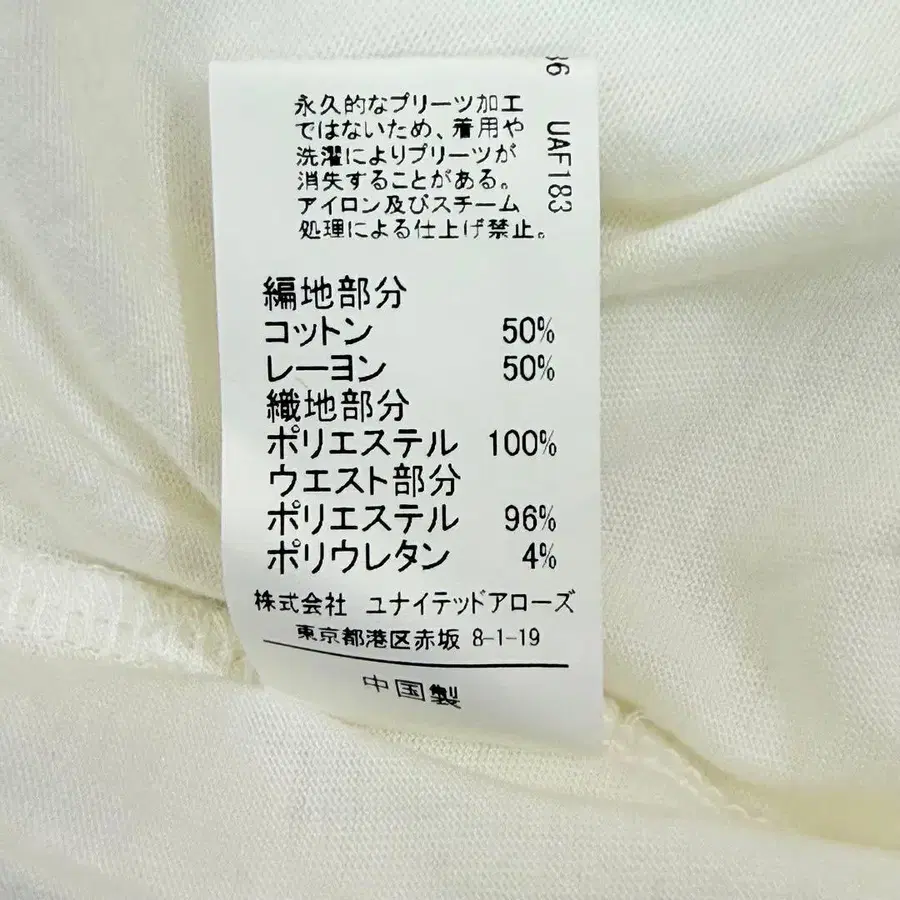 永久的なプリーツ加工
ではないため、着用や
洗濯によりプリーツが
消失することがある。
アイロン及びスチーム
処理による仕上げ禁止。
編地部分
コットン 50%
レーヨン 50%
織地部分
ポリエステル 100%
ウエスト部分
ポリエステル 96%
ポリウレタン 4%
株式会社 ユナイテッドアローズ
東京都港区赤坂 8-1-19
中国製
UAF183